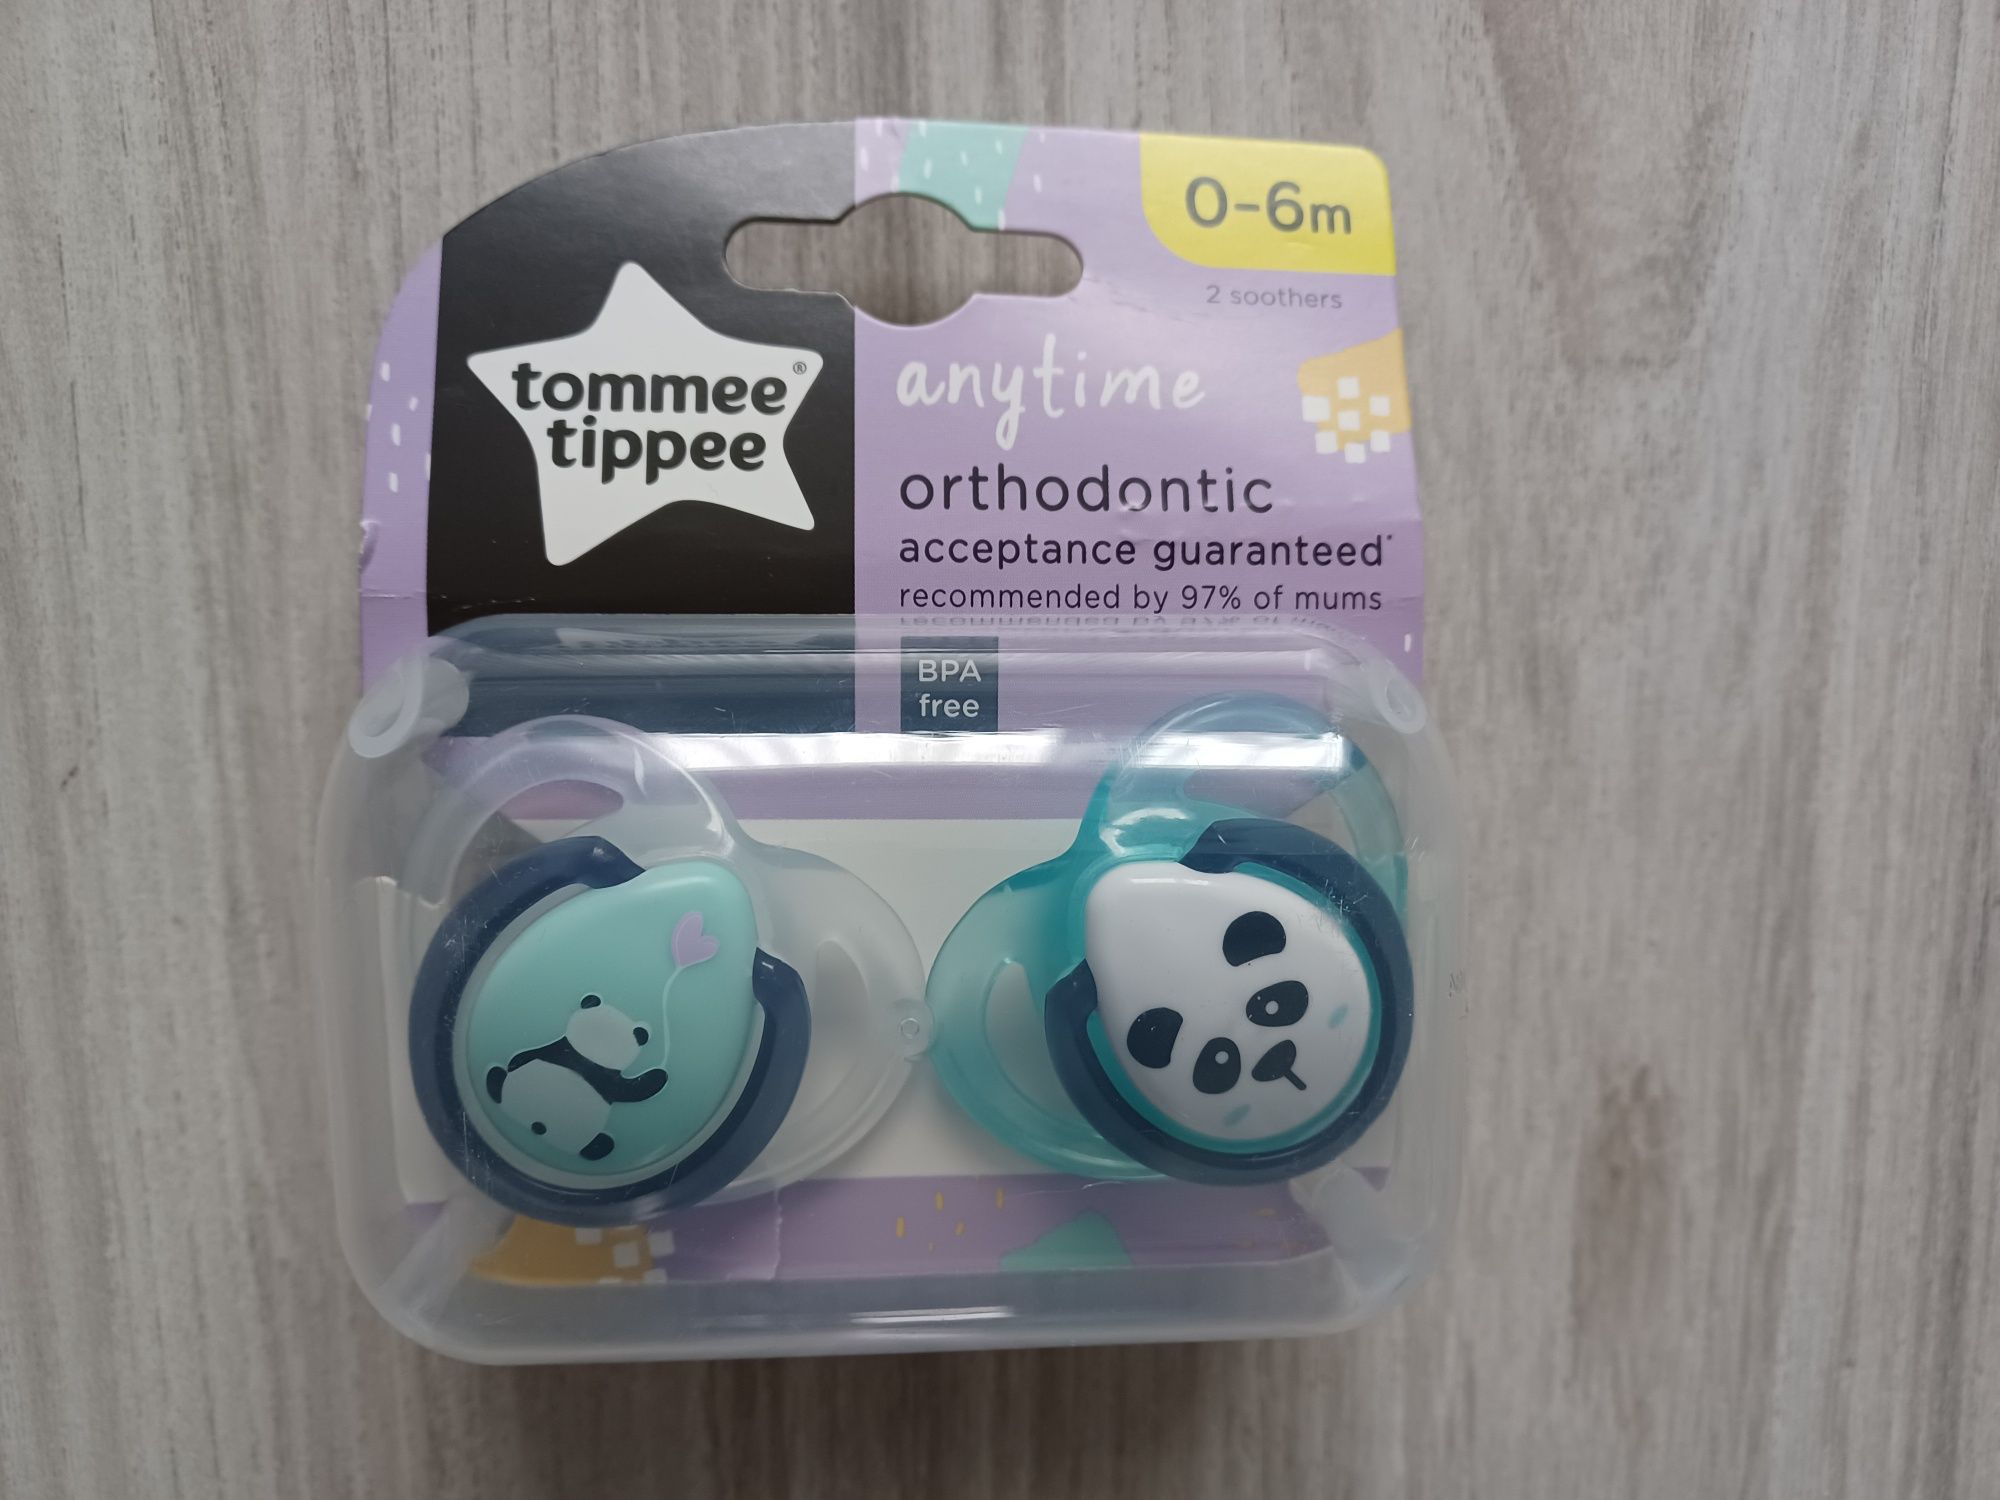 0-6m
2 soothers
tommee®
tippee
anytime
orthodontic
acceptance guaranteed*
recommended by 97% of mums
BPA
free